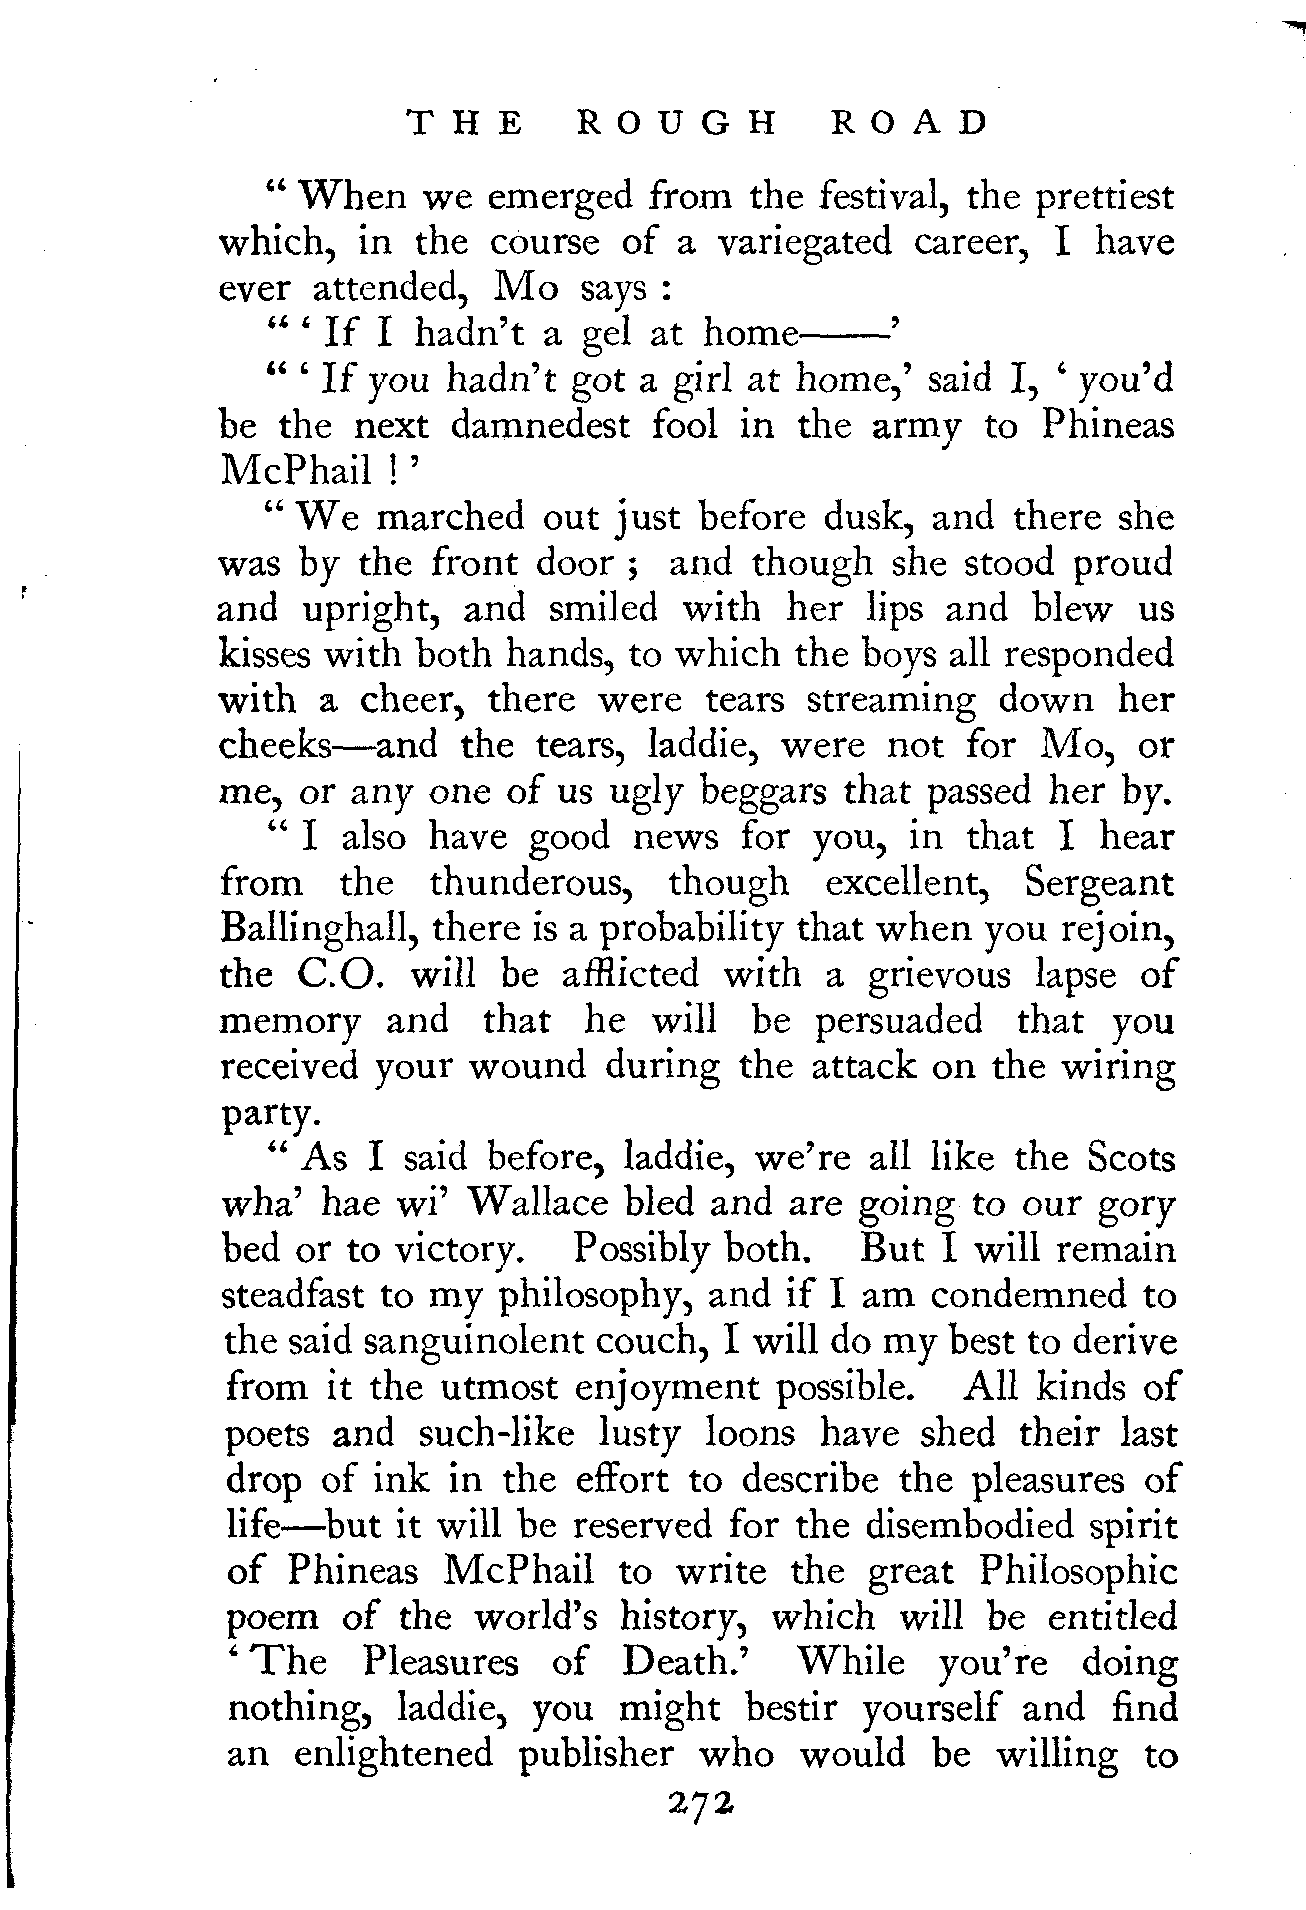 THE ROUGH ROAD
" When we emerged from the festival, the prettiest
which, in the course of a variegated career, I have
ever attended, Mo says :
" ' If I hadn't a gel at home——'
" ' If you hadn't got a girl at home,' said I, ' you'd
be the next damnedest fool in the army to Phineas
McPhail ! '
" We marched out just before dusk, and there she
was by the front door ; and though she stood proud
and upright, and smiled with her lips and blew us
kisses with both hands, to which the boys all responded
with a cheer, there were tears streaming down her
cheeks—and the tears, laddie, were not for Mo, or
me, or any one of us ugly beggars that passed her by.
" I also have good news for you, in that I hear
from the thunderous, though excellent, Sergeant
Ballinghall, there is a probability that when you rejoin,
the C.O. will be afflicted with a grievous lapse of
memory and that he will be persuaded that you
received your wound during the attack on the wiring
party.
" As I said before, laddie, we're all like the Scots
wha' hae wi' Wallace bled and are going to our gory
bed or to victory. Possibly both. But I will remain
steadfast to my philosophy, and if I am condemned to
the said sanguinolent couch, I will do my best to derive
from it the utmost enjoyment possible. All kinds of
poets and such-like lusty loons have shed their last
drop of ink in the effort to describe the pleasures of
life—but it will be reserved for the disembodied spirit
of Phineas McPhail to write the great Philosophic
poem of the world's history, which will be entitled
' The Pleasures of Death.' While you're doing
nothing, laddie, you might bestir yourself and find
an enlightened publisher who would be willing to
272